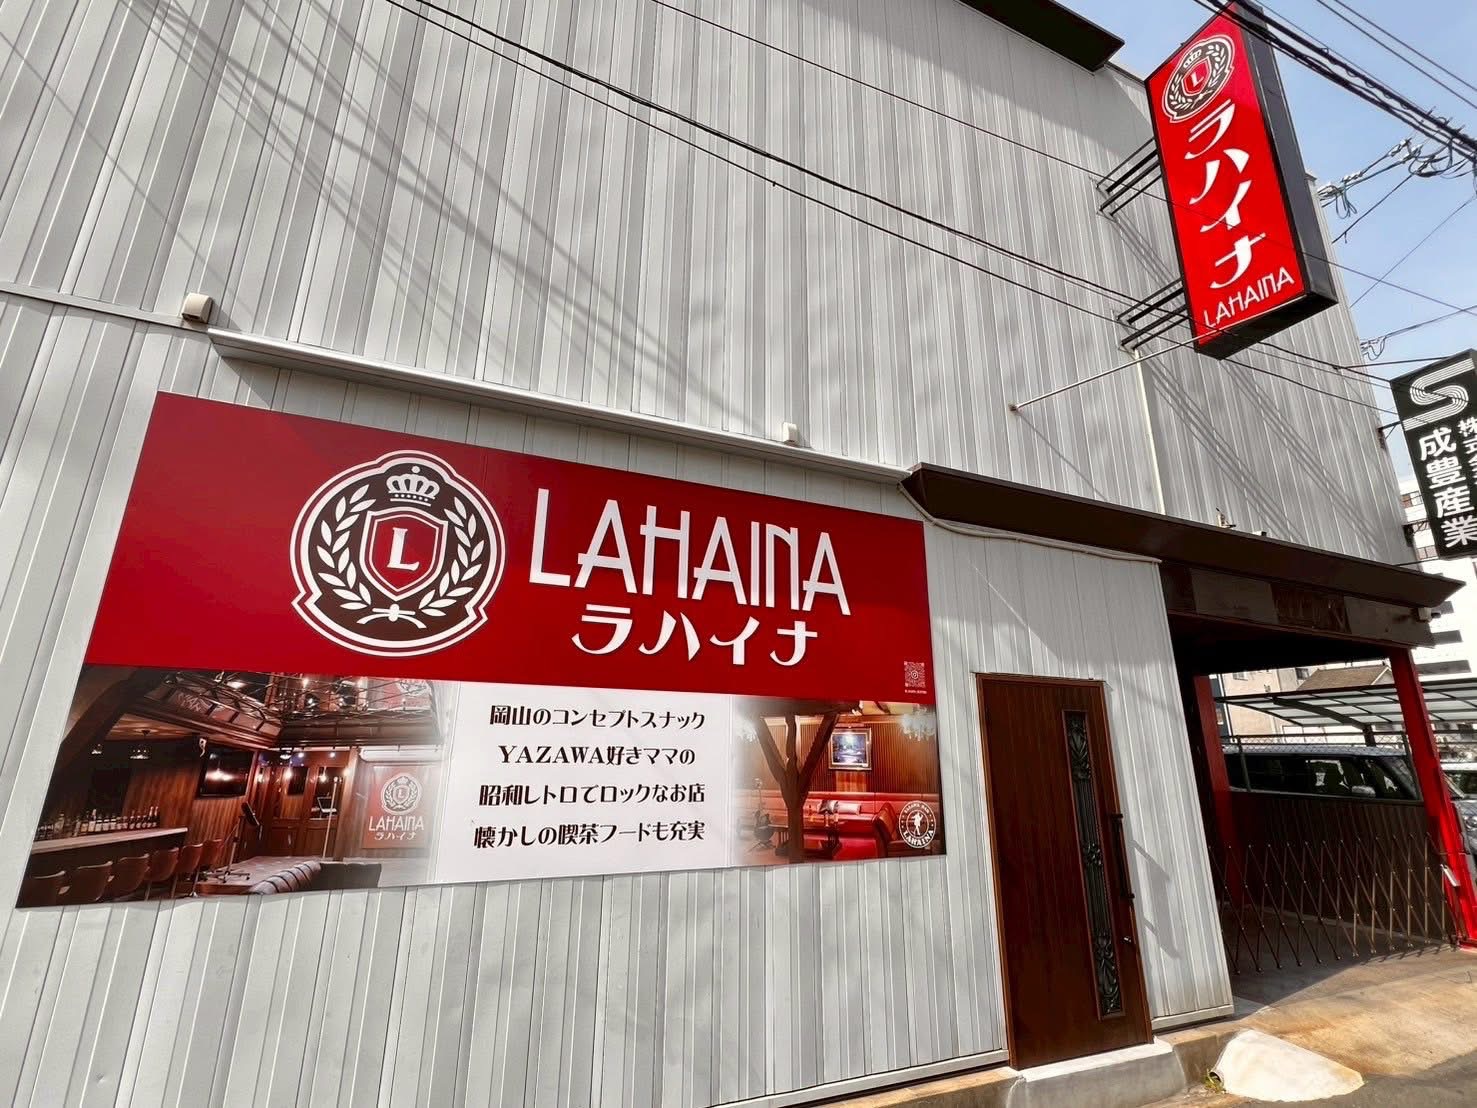 L
ラハイナ
LAHAINA
L
LAHAINA
ラハイナ
岡山のコンセプトスナック
YAZAWA好きママの
昭和レトロでロックなお店
懐かしの喫茶フードも充実
LAHAINA
ラハイナ
LAHAINA
S
成豊産業